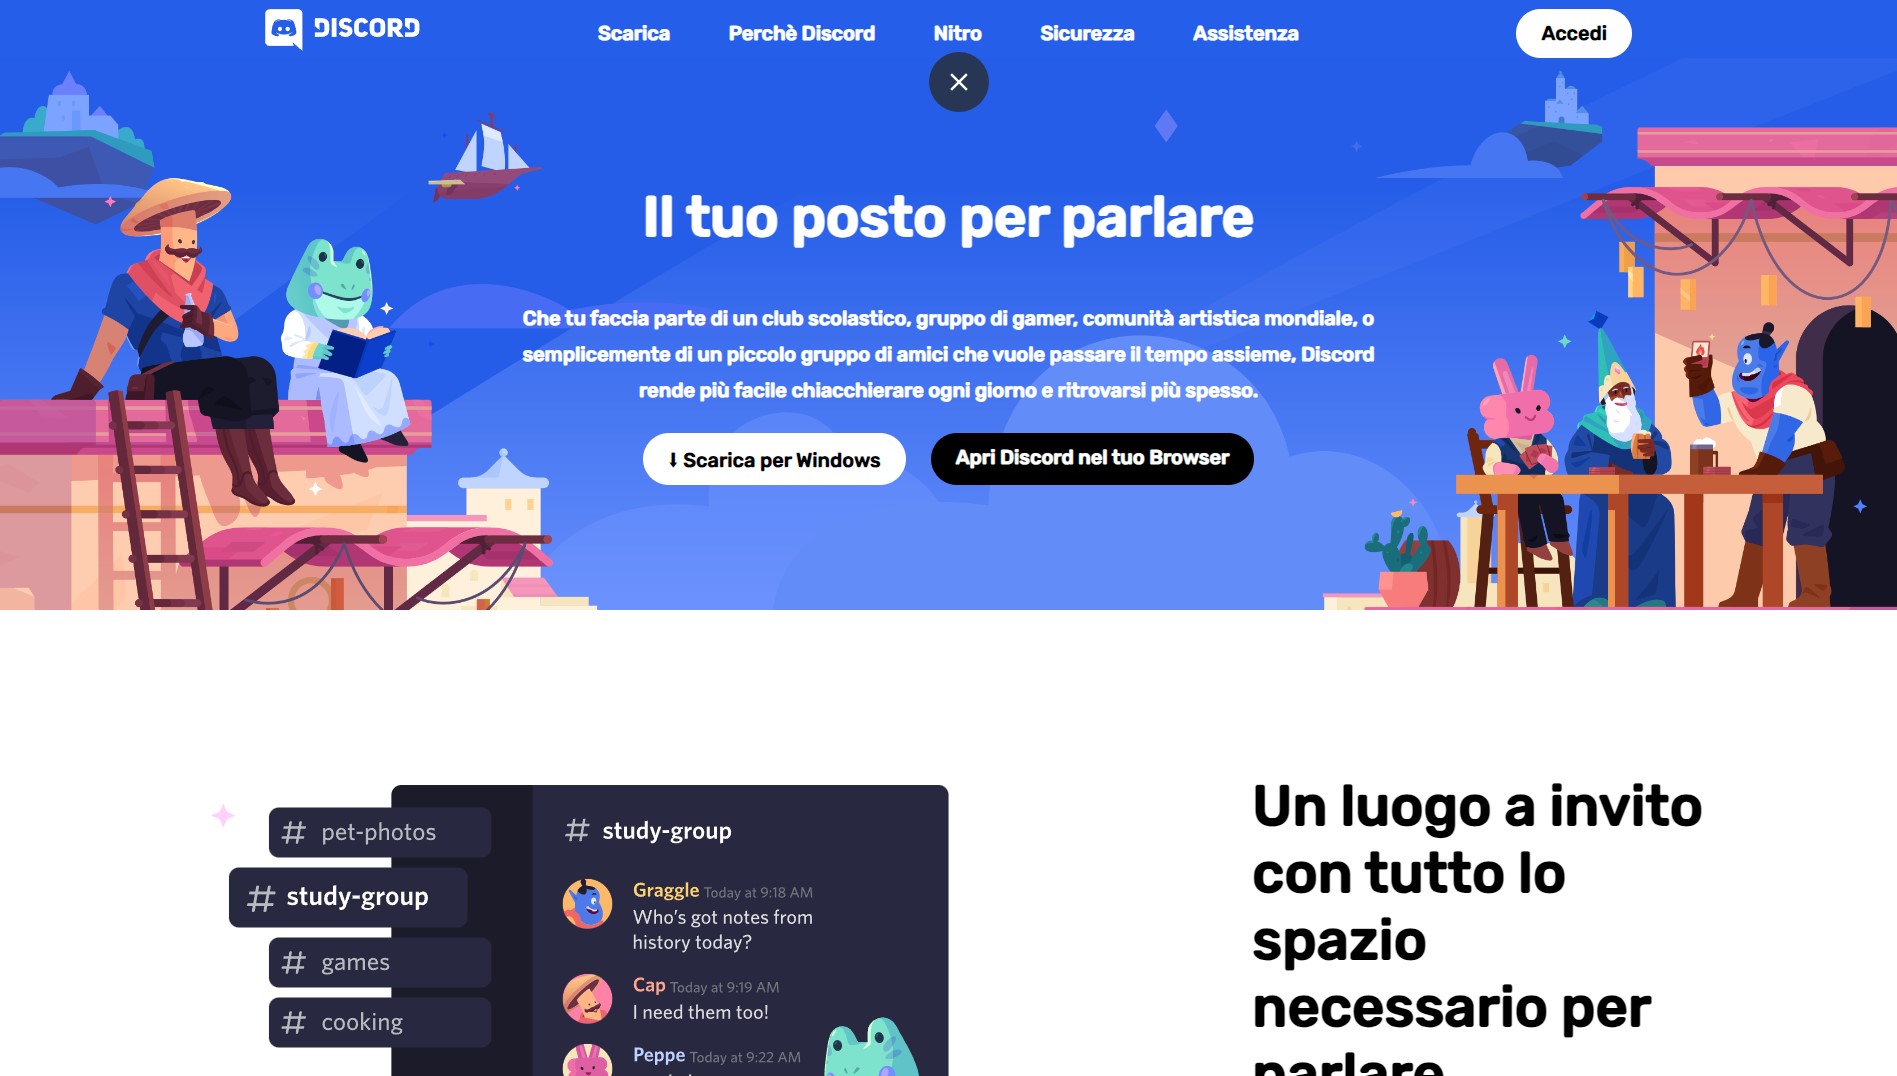 DISCORD
Scarica
Perchè Discord
Nitro
Sicurezza
Assistenza
Accedi
Il tuo posto per parlare
Che tu faccia parte di un club scolastico, gruppo di gamer, comunità artistica mondiale, o
semplicemente di un piccolo gruppo di amici che vuole passare il tempo assieme, Discord
rende più facile chiacchierare ogni giorno e ritrovarsi più spesso.
⬇ Scarica per Windows
Apri Discord nel tuo Browser
# pet-photos
# study-group
# games
# cooking
# study-group
Graggle Today at 9:18 AM
Who's got notes from
history today?
Cap Today at 9:19 AM
I need them too!
Peppe Today at 9:22 AM
Un luogo a invito
con tutto lo
spazio
necessario per
parlare